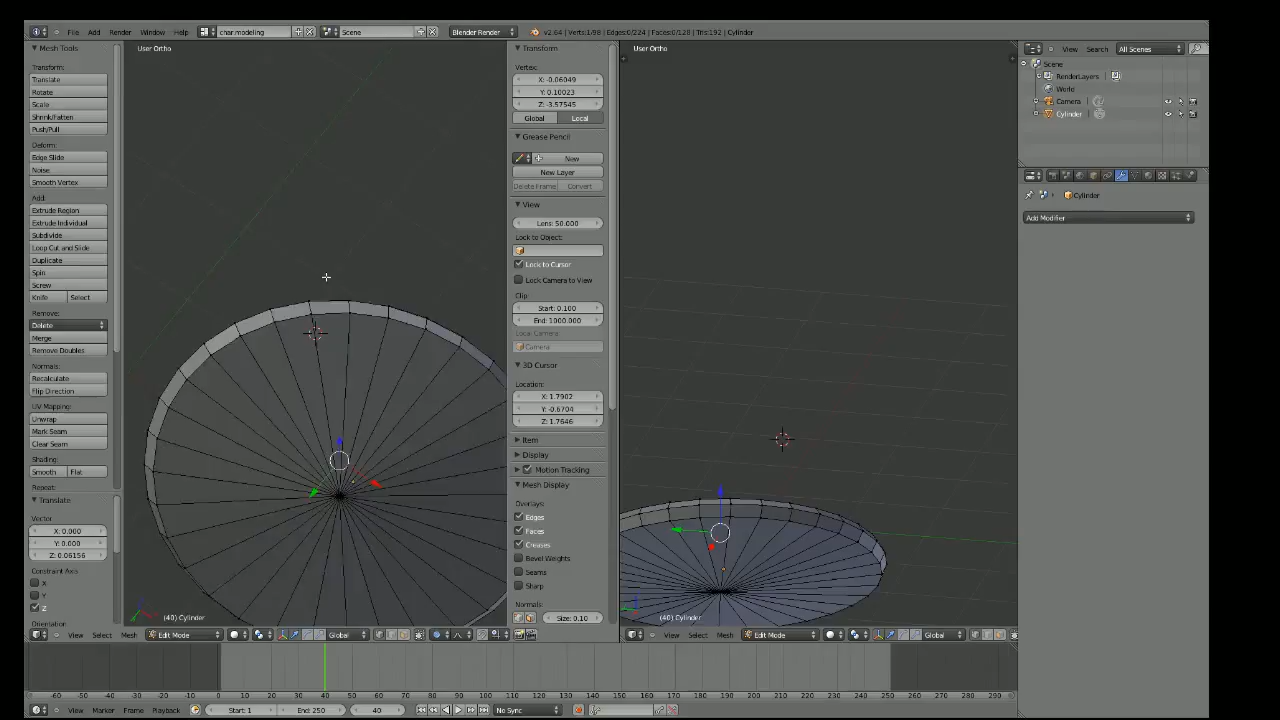 File Add Render Window Help char.modeling Scene Blender Render v2.64 | Verts:1/98 | Edges:0/224 | Faces:0/128 | Tris:192 | Cylinder
Mesh Tools
Transform:
Translate
Rotate
Scale
Shrink/Fatten
Push/Pull
Deform:
Edge Slide
Noise
Smooth Vertex
Add:
Extrude Region
Extrude Individual
Subdivide
Loop Cut and Slide
Duplicate
Spin
Screw
Knife Select
Remove:
Delete
Merge
Remove Doubles
Normals:
Recalculate
Flip Direction
UV Mapping:
Unwrap
Mark Seam
Clear Seam
Shading:
Smooth Flat
Repeat:
Translate
Vector
X: 0.000
Y: 0.000
Z: 0.06156
Constraint Axis
X
Y
Z
Orientation
User Ortho
(40) Cylinder
View Select Mesh Edit Mode Global
Transform
Vertex:
X: -0.06049
Y: 0.10023
Z: -3.57545
Global Local
Grease Pencil
New
New Layer
Delete Frame Convert
View
Lens: 50.000
Lock to Object:
Lock to Cursor
Lock Camera to View
Clip:
Start: 0.100
End: 1000.000
Local Camera:
Camera
3D Cursor
Location:
X: 1.7902
Y: -0.6704
Z: 1.7646
Item
Display
Motion Tracking
Mesh Display
Overlays:
Edges
Faces
Creases
Bevel Weights
Seams
Sharp
Normals:
Size: 0.10
User Ortho
(40) Cylinder
View Select Mesh Edit Mode Global
View Search All Scenes
Scene
RenderLayers
World
Camera
Cylinder
Cylinder
Add Modifier
-60 -50 -40 -30 -20 -10 0 10 20 30 40 50 60 70 80 90 100 110 120 130 140 150 160 170 180 190 200 210 220 230 240 250 260 270 280 290
View Marker Frame Playback Start: 1 End: 250 40 No Sync